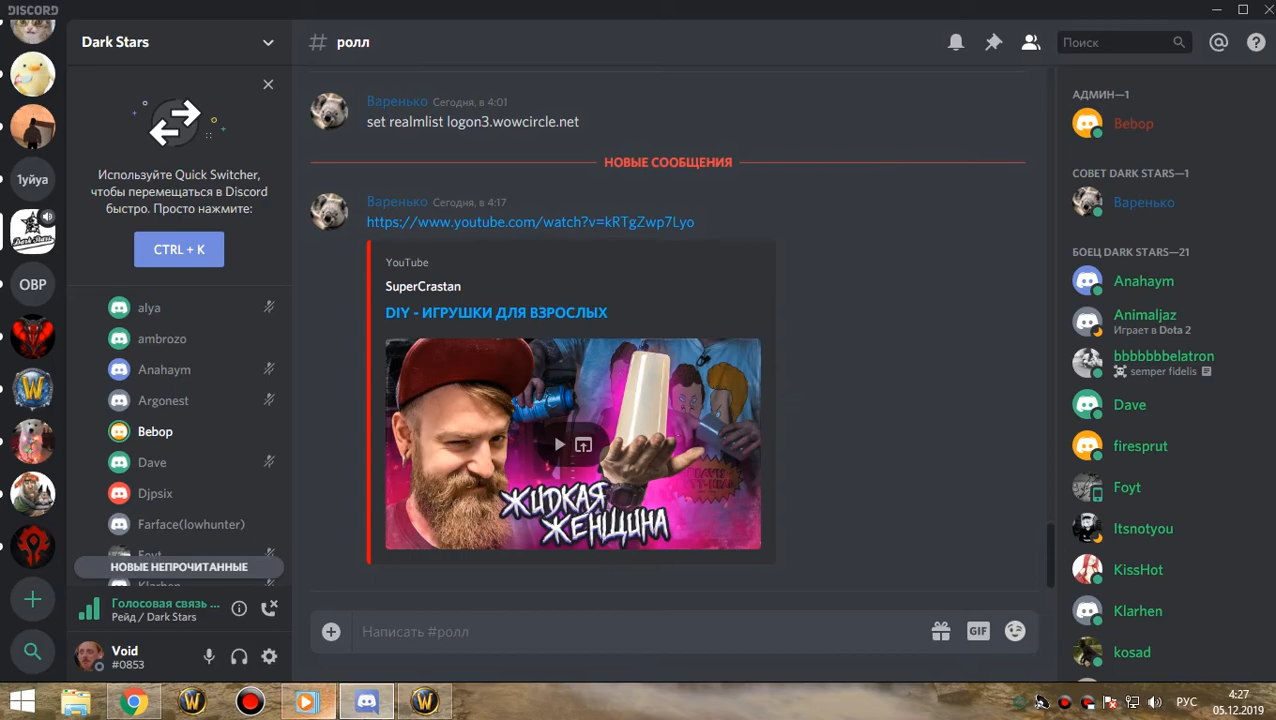 DISCORD
Dark Stars
# ролл
Поиск
Используйте Quick Switcher,
чтобы перемещаться в Discord
быстро. Просто нажмите:
CTRL + K
1уйуа
Dark Stars
OBP
alya
ambrozo
Anahaym
Argonest
Bebop
Dave
Djpsix
Farface(lowhunter)
Foyt
НОВЫЕ НЕПРОЧИТАННЫЕ
Klarhen
Голосовая связь ...
Рейд / Dark Stars
Void
#0853
Варенько Сегодня, в 4:01
set realmlist logon3.wowcircle.net
НОВЫЕ СООБЩЕНИЯ
Варенько Сегодня, в 4:17
https://www.youtube.com/watch?v=kRTgZwp7Lyo
YouTube
SuperCrastan
DIY - ИГРУШКИ ДЛЯ ВЗРОСЛЫХ
ЖИДКАЯ
ЖЕНЩИНА
Написать #ролл
GIF
АДМИН—1
Bebop
СОВЕТ DARK STARS—1
Варенько
БОЕЦ DARK STARS—21
Anahaym
Animaljaz
Играет в Dota 2
bbbbbbbelatron
semper fidelis
Dave
firesprut
Foyt
Itsnotyou
KissHot
Klarhen
kosad
РУС
4:27
05.12.2019